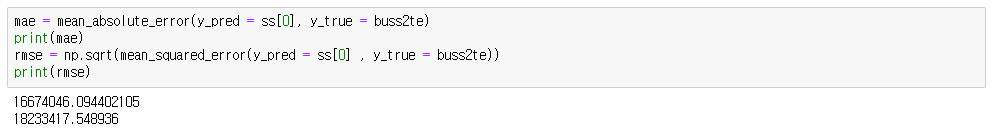 mae = mean_absolute_error(y_pred = ss[0], y_true = buss2te)
print(mae)
rmse = np.sqrt(mean_squared_error(y_pred = ss[0] , y_true = buss2te))
print(rmse)
16674046.094402105
18233417.548936